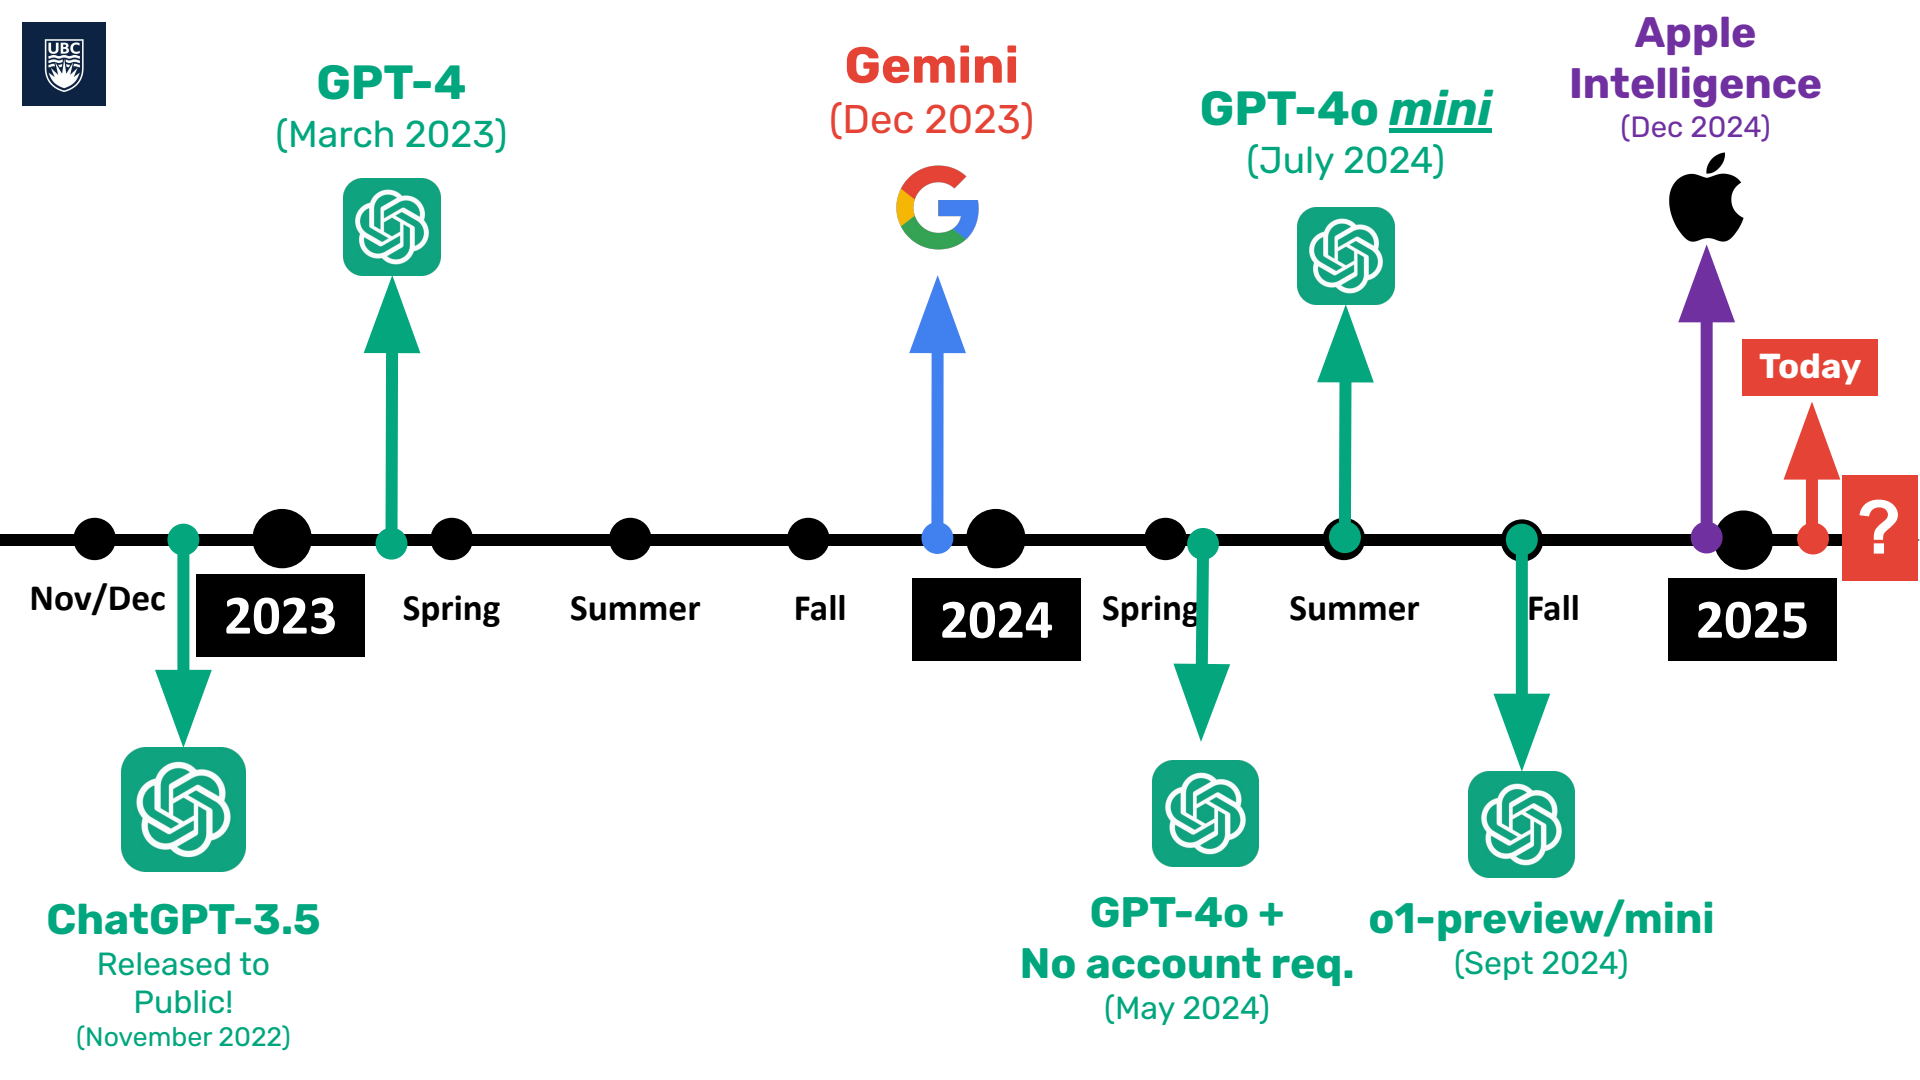 UBC
GPT-4
(March 2023)
Gemini
(Dec 2023)
GPT-4o mini
(July 2024)
Apple
Intelligence
(Dec 2024)
Today
?
Nov/Dec
2023
Spring
Summer
Fall
2024
Spring
Summer
Fall
2025
ChatGPT-3.5
Released to
Public!
(November 2022)
GPT-4o +
No account req.
(May 2024)
o1-preview/mini
(Sept 2024)